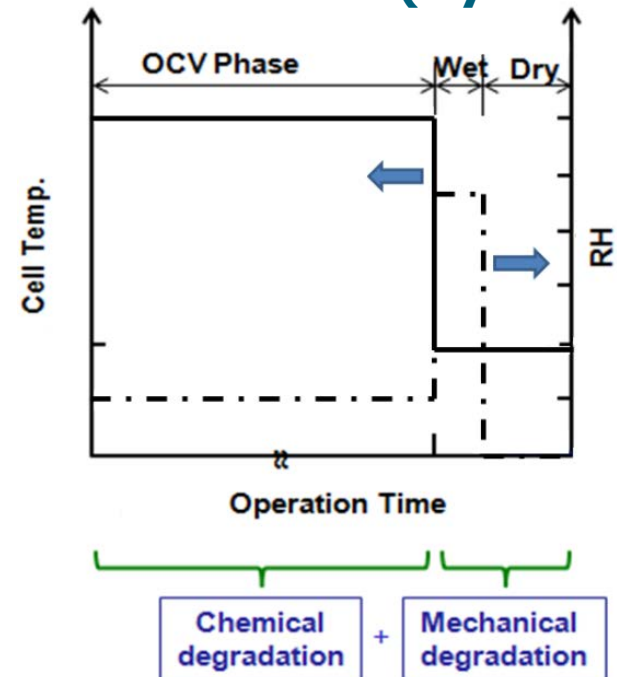 OCV Phase
Wet
Dry
Cell Temp.
RH
Operation Time
Chemical
degradation
+
Mechanical
degradation